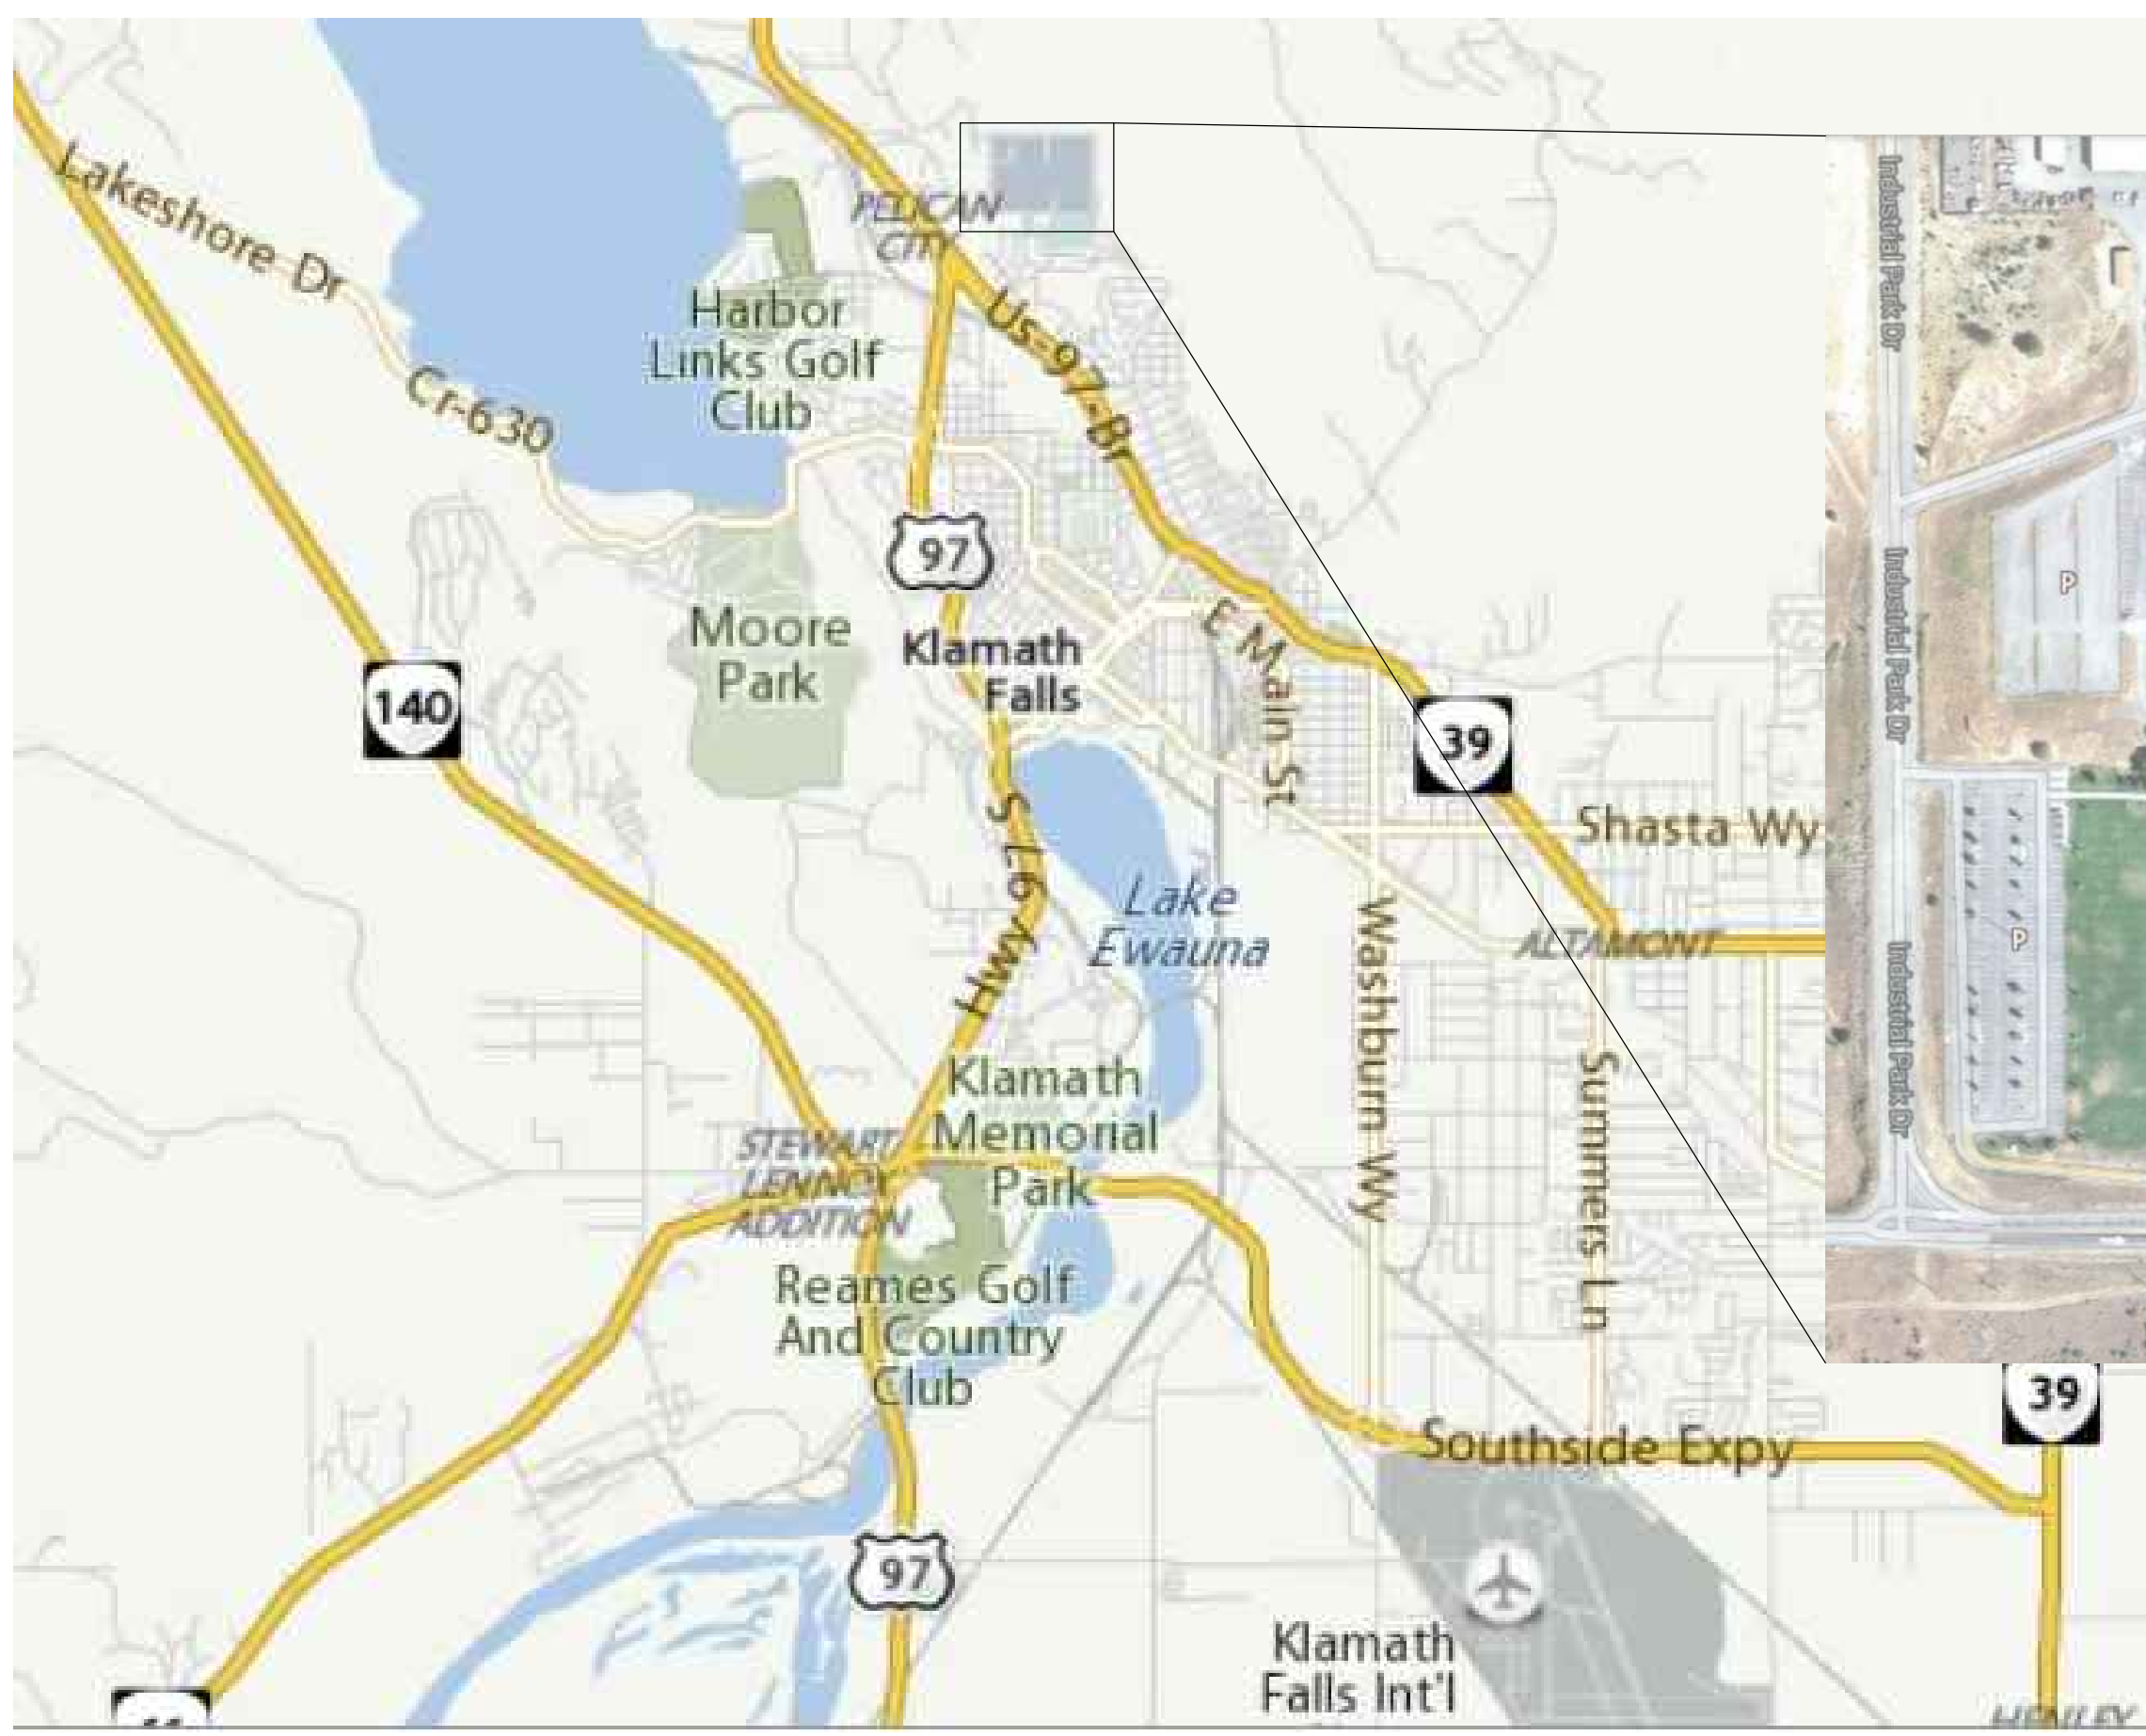 Lakeshore Dr
PELICAN
CITY
Industrial Park Dr
Harbor
Links Golf
Club
Us-97-Br
Cr-630
97
P
Industrial Park Dr
Moore
Park
Klamath
Falls
E Main St
140
39
Shasta Wy
S L69 Hwy
Lake
Ewauna
Washburn Wy
ALTAMONT
P
Industrial Park Dr
Klamath
Memorial
Park
Summers Ln
STEWART
LENNOX
ADDITION
Reames Golf
And Country
Club
39
Southside Expy
97
Klamath
Falls Int'l
HENLEY